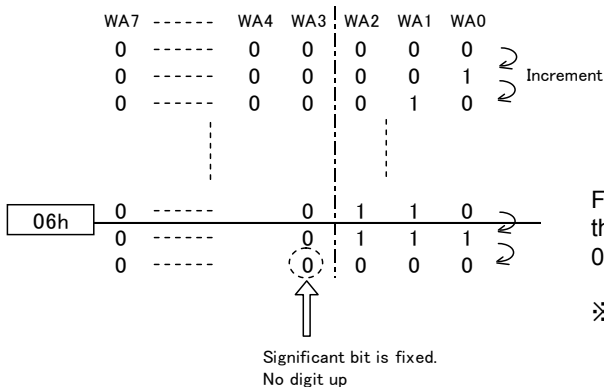 WA7 ------ WA4 WA3 WA2 WA1 WA0
0 ------ 0 0 0 0 0
0 ------ 0 0 0 0 1 Increment
0 ------ 0 0 0 1 0
06h 0 ------ 0 1 1 0
0 ------ 0 1 1 1
0 ------ 0 0 0 0
F
th
0
※
Significant bit is fixed.
No digit up